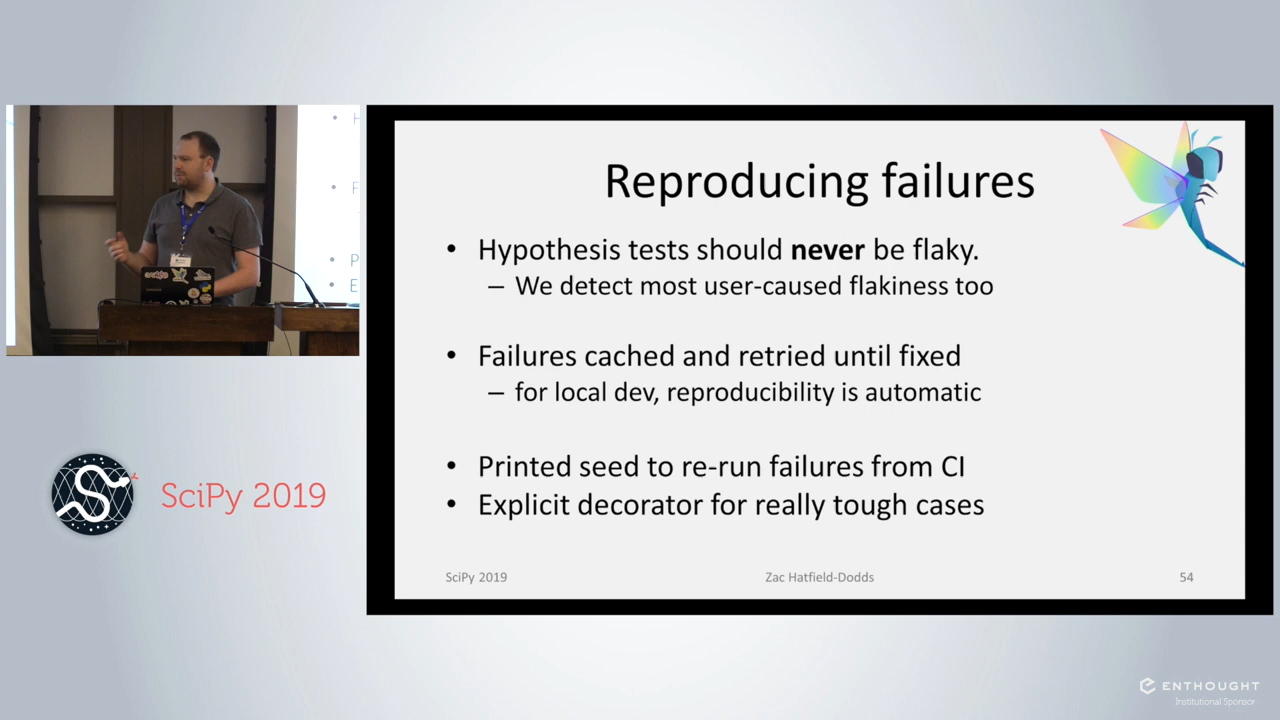 Reproducing failures
• Hypothesis tests should never be flaky.
– We detect most user-caused flakiness too
• Failures cached and retried until fixed
– for local dev, reproducibility is automatic
• Printed seed to re-run failures from CI
• Explicit decorator for really tough cases
SciPy 2019
Zac Hatfield-Dodds
54
SciPy 2019
ENTHOUGHT
Institutional Sponsor